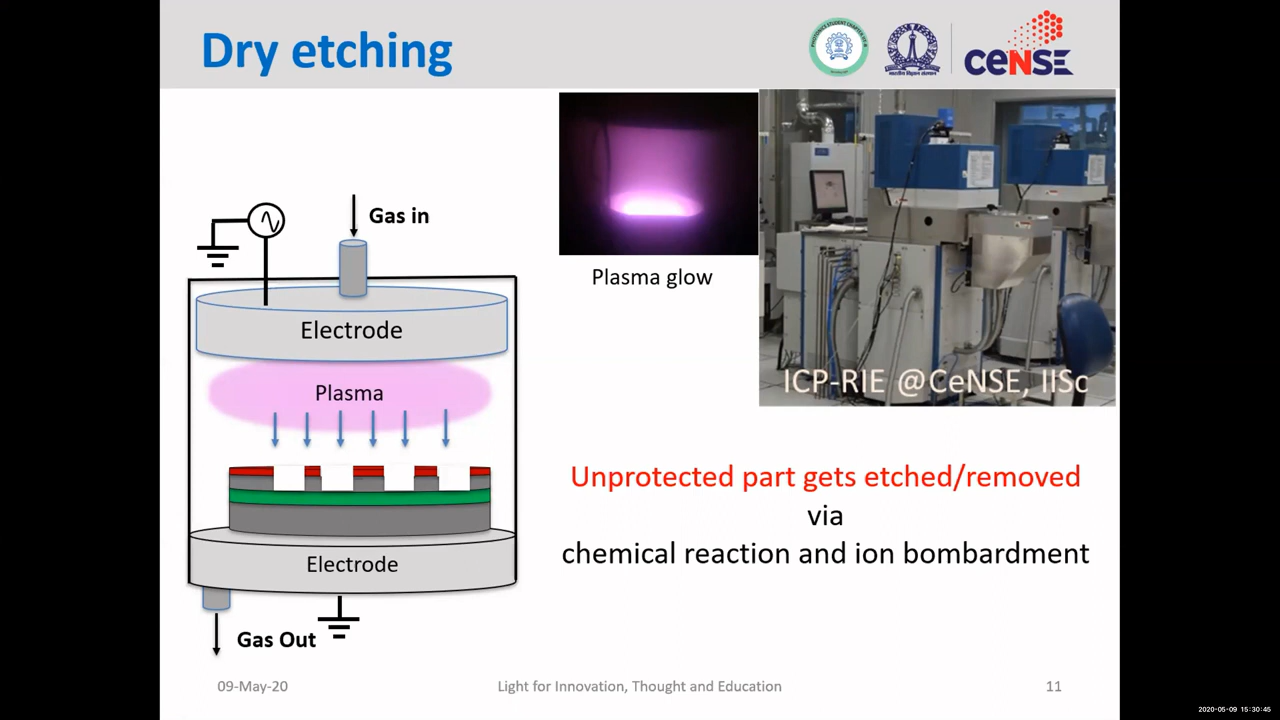 Dry etching
CeNSE
Gas in
Electrode
Plasma
Electrode
Gas Out
Plasma glow
ICP-RIE @CeNSE, IISc
Unprotected part gets etched/removed
via
chemical reaction and ion bombardment
09-May-20
Light for Innovation, Thought and Education
11
2020-05-09 15:30:45